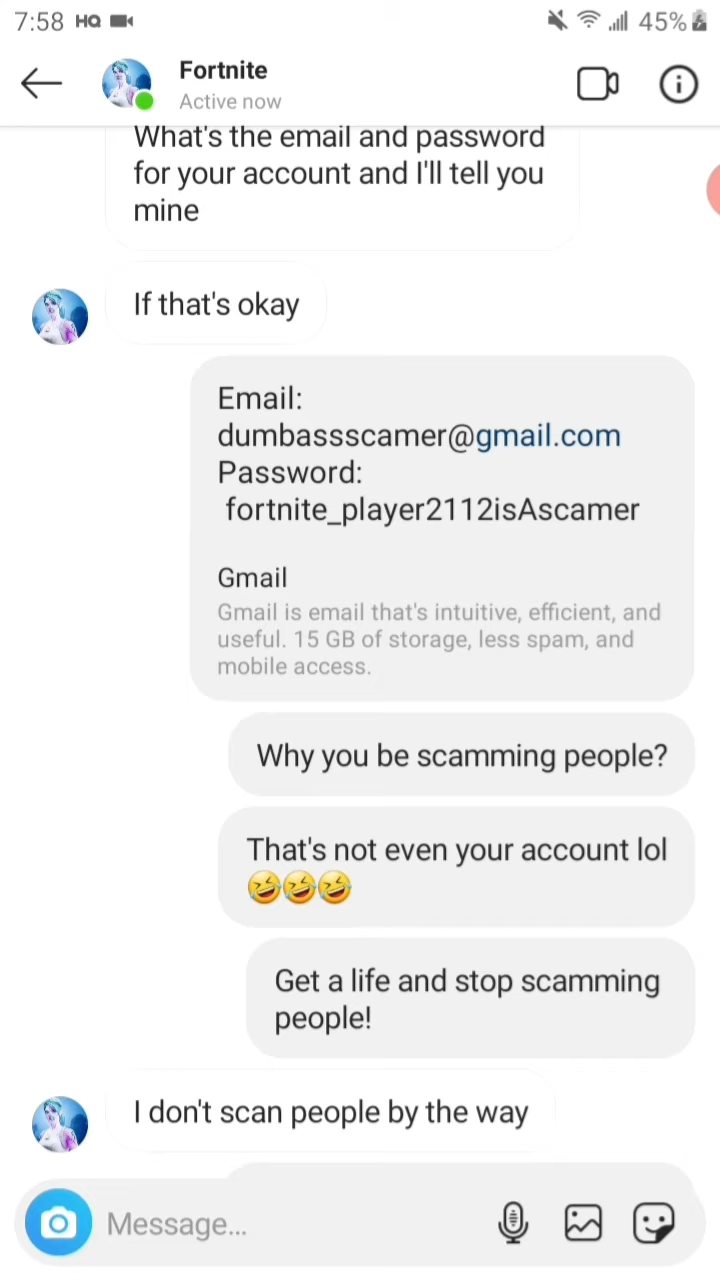 7:58 HQ 45%
Fortnite
Active now
What's the email and password
for your account and I'll tell you
mine
If that's okay
Email:
dumbassscamer@gmail.com
Password:
fortnite_player2112isAscamer
Gmail
Gmail is email that's intuitive, efficient, and
useful. 15 GB of storage, less spam, and
mobile access.
Why you be scamming people?
That's not even your account lol
🤣🤣🤣
Get a life and stop scamming
people!
I don't scan people by the way
Message...